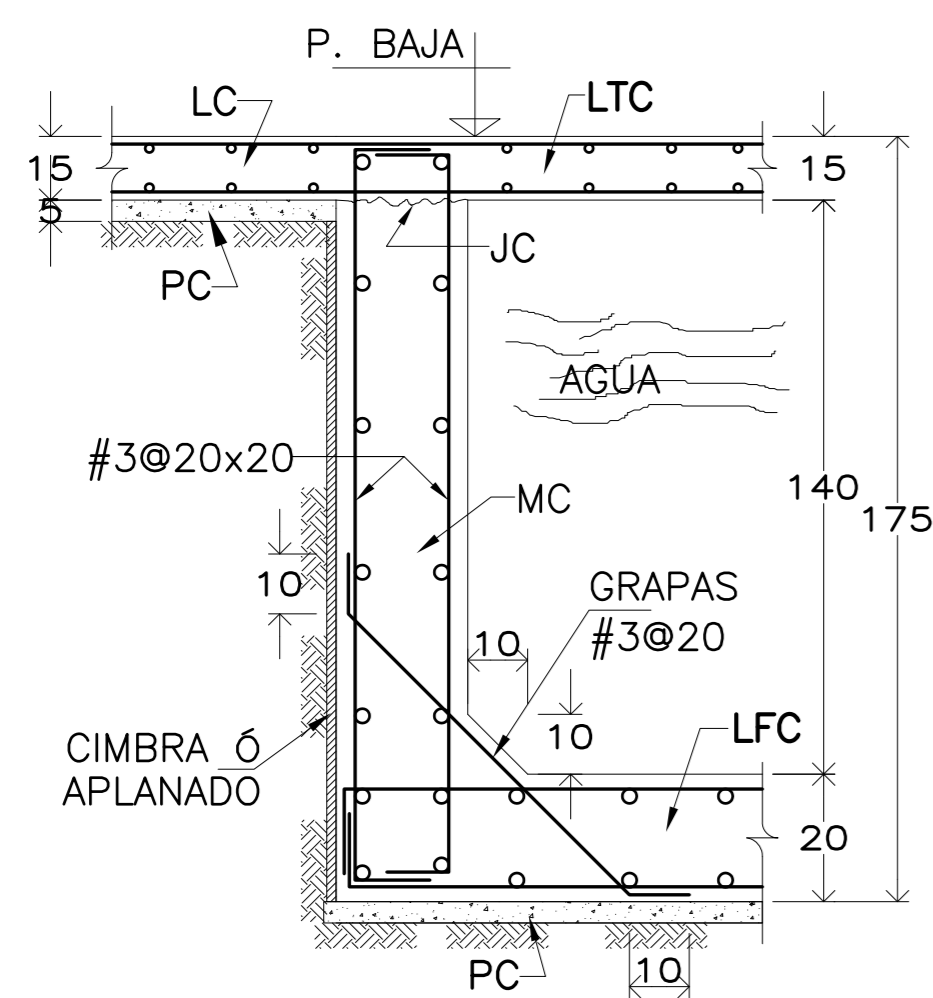 P. BAJA
LC
LTC
15
15
5
JC
PC
AGUA
#3@20x20
MC
140
175
10
GRAPAS
#3@20
10
10
LFC
CIMBRA Ó
APLANADO
20
PC
10